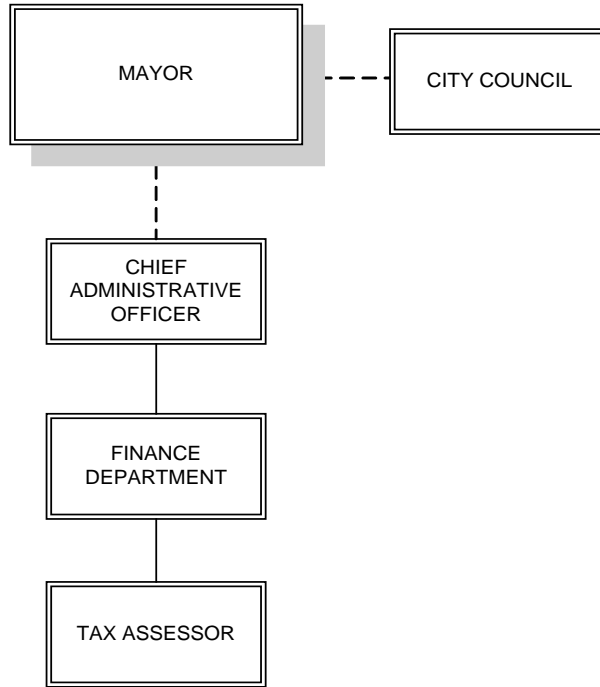 MAYOR
CITY COUNCIL
CHIEF
ADMINISTRATIVE
OFFICER
FINANCE
DEPARTMENT
TAX ASSESSOR